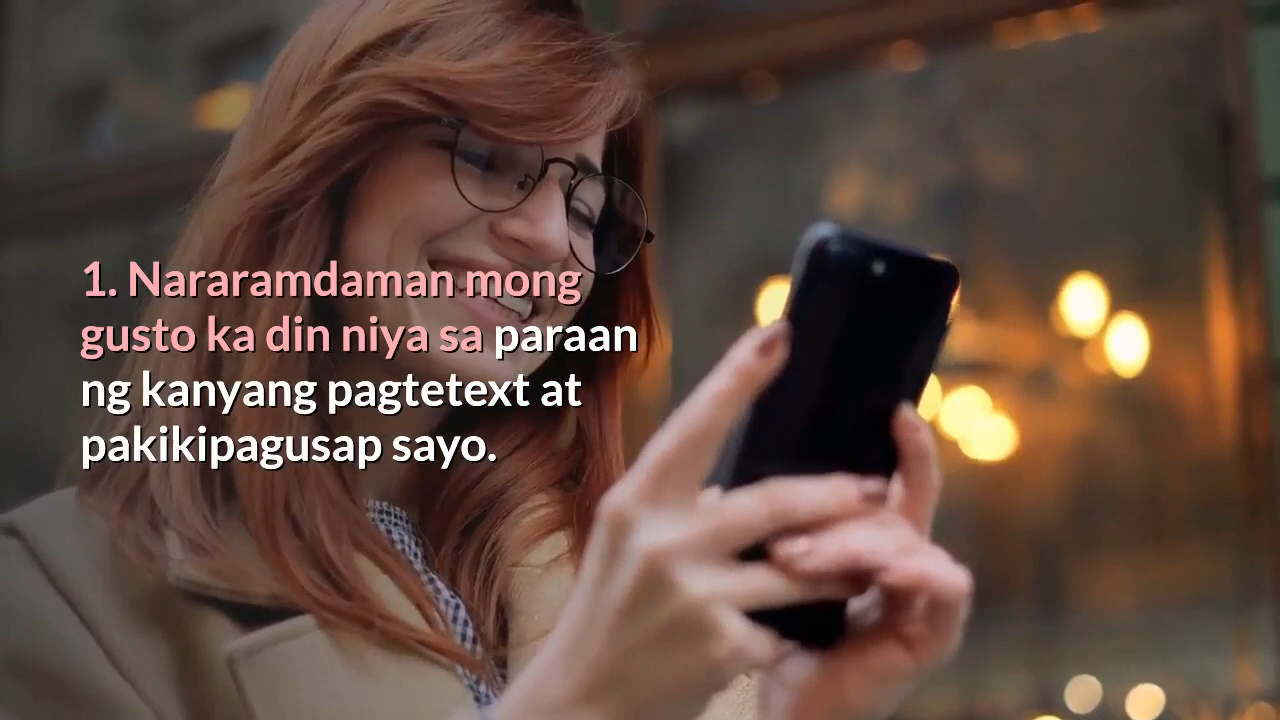 1. Nararamdaman mong
gusto ka din niya sa paraan
ng kanyang pagtetext at
pakikipagusap sayo.